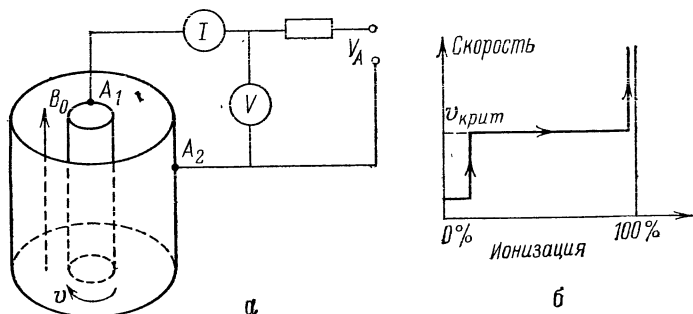 I
V_A
V
B_0
A_1
A_2
v
а
Скорость
v_крит
0%
100%
Ионизация
б